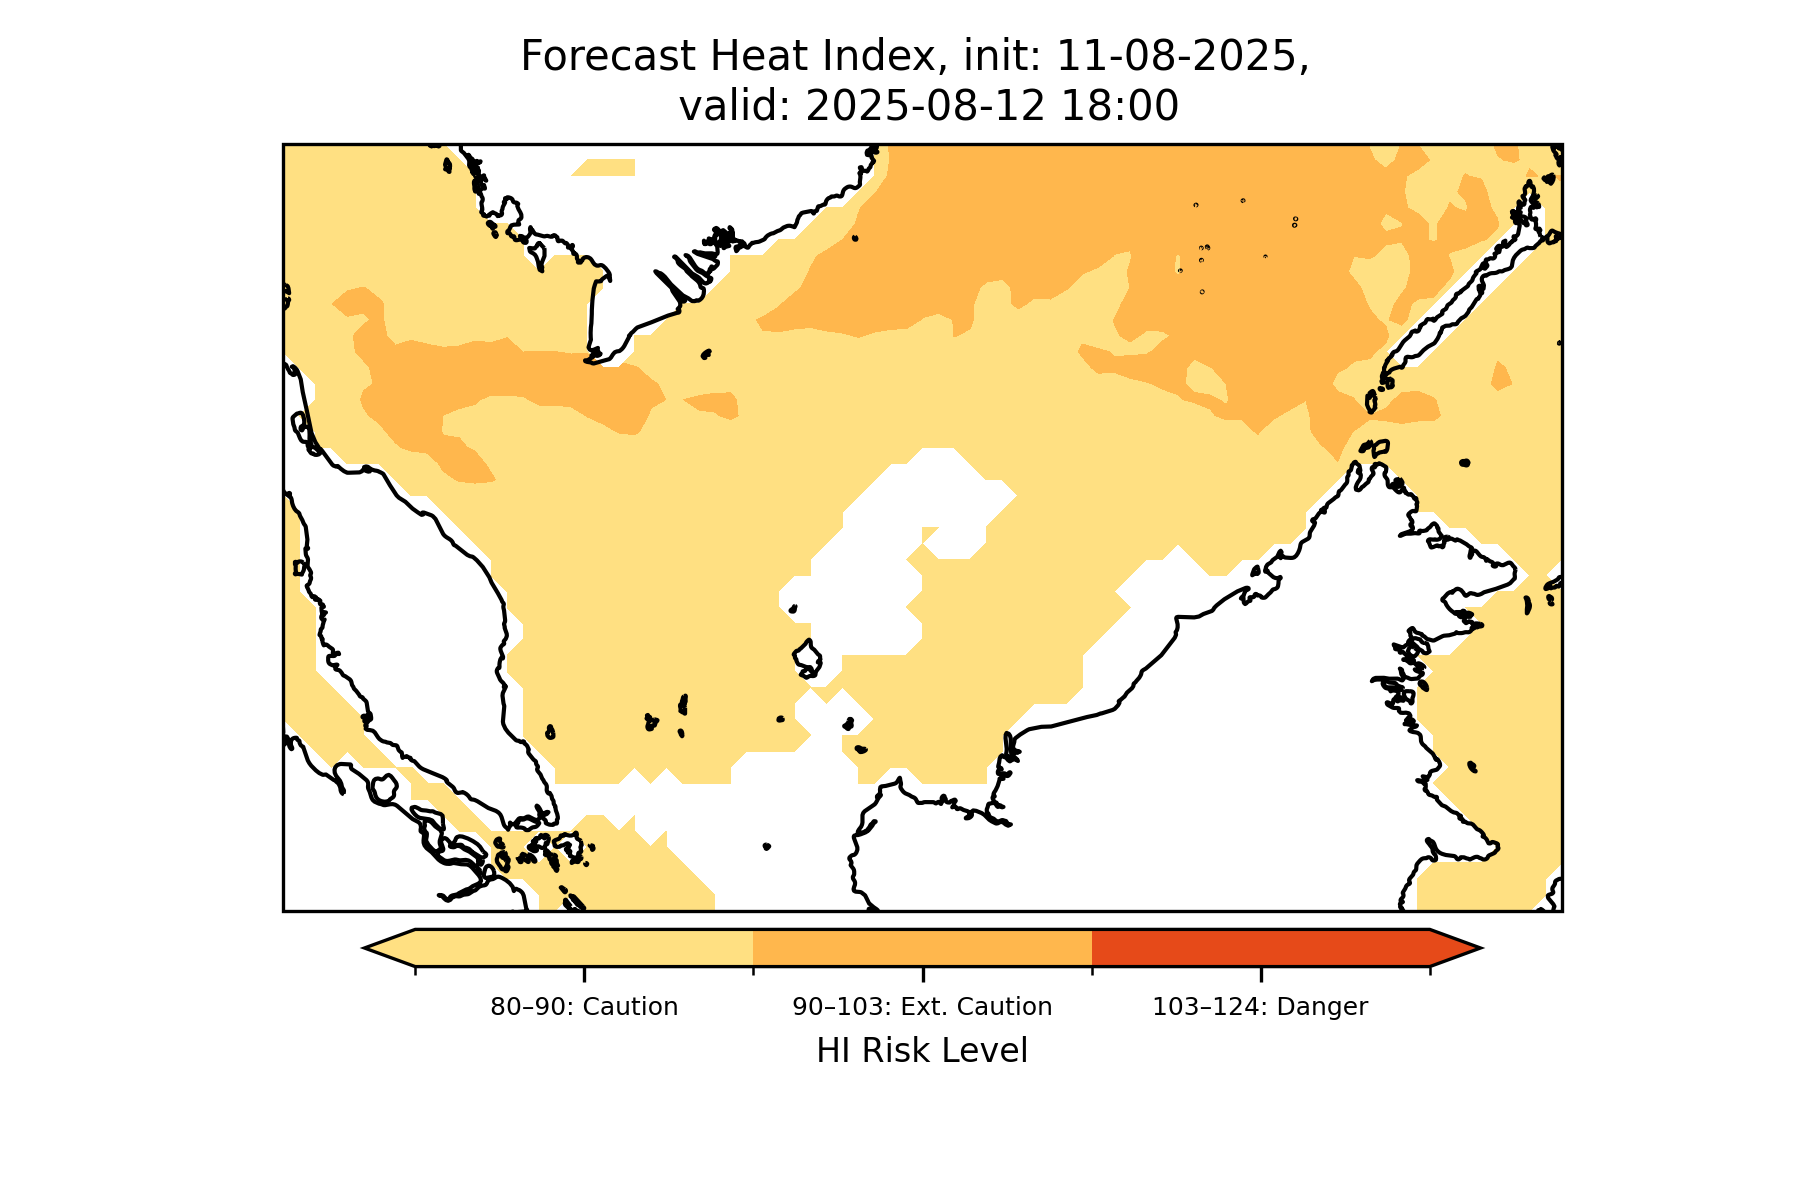 Forecast Heat Index, init: 11-08-2025,
valid: 2025-08-12 18:00
80–90: Caution
90–103: Ext. Caution
103–124: Danger
HI Risk Level